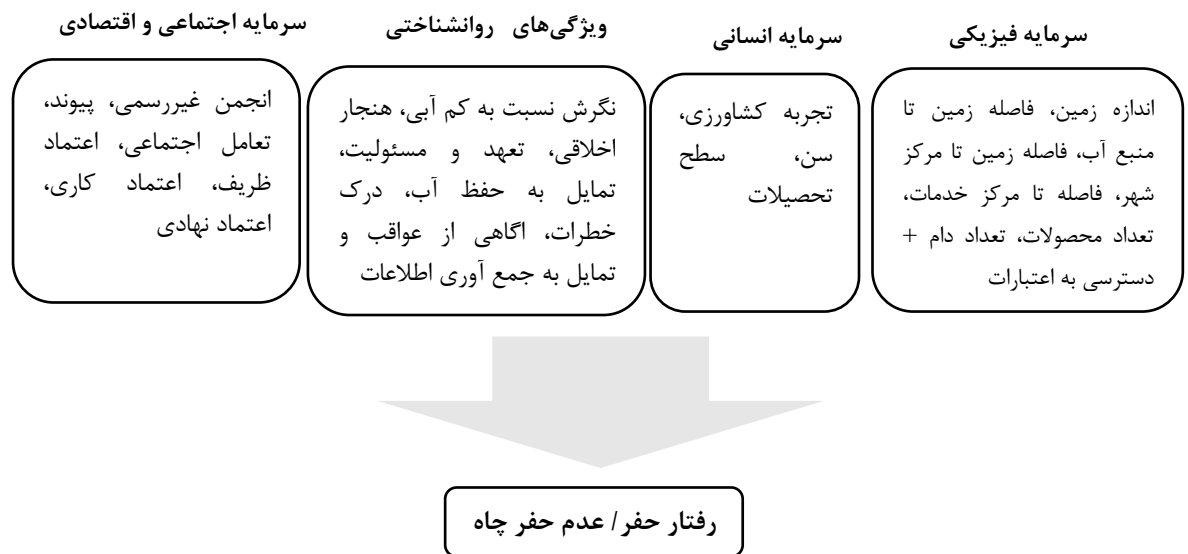 سرمایه فیزیکی
سرمایه انسانی
ویژگی‌های روانشناختی
سرمایه اجتماعی و اقتصادی
اندازه زمین، فاصله زمین تا
منبع آب، فاصله زمین تا مرکز
شهر، فاصله تا مرکز خدمات،
تعداد محصولات، تعداد دام +
دسترسی به اعتبارات
تجربه کشاورزی،
سن، سطح
تحصیلات
نگرش نسبت به کم آبی، هنجار
اخلاقی، تعهد و مسئولیت،
تمایل به حفظ آب، درک
خطرات، اگاهی از عواقب و
تمایل به جمع آوری اطلاعات
انجمن غیررسمی، پیوند،
تعامل اجتماعی، اعتماد
ظریف، اعتماد کاری،
اعتماد نهادی
رفتار حفر/ عدم حفر چاه